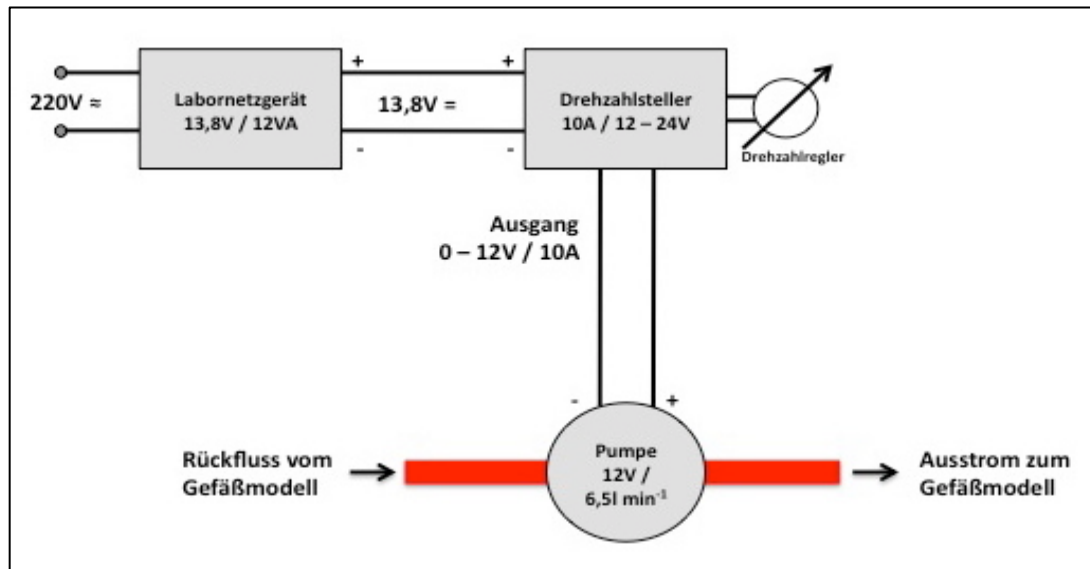 220V ≈
Labornetzgerät
13,8V / 12VA
+
-
13,8V =
+
-
Drehzahlsteller
10A / 12 – 24V
Drehzahlregler
Ausgang
0 – 12V / 10A
-
+
Rückfluss vom
Gefäßmodell
Pumpe
12V /
6,5l min⁻¹
Ausstrom zum
Gefäßmodell